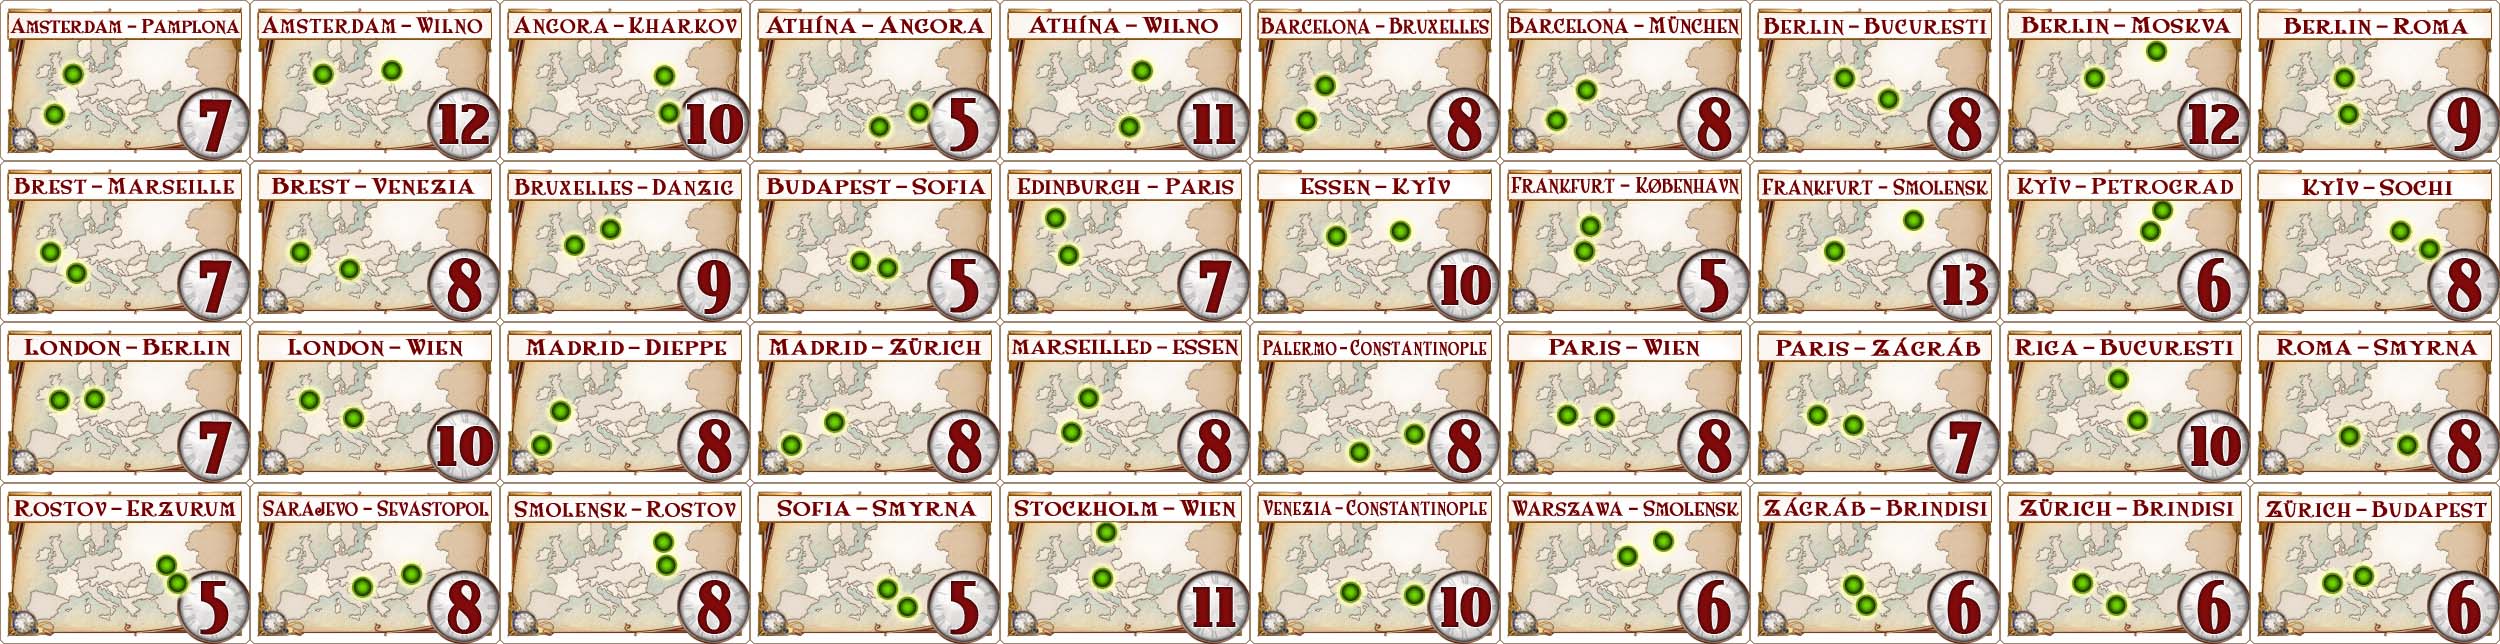 AMSTERDAM – PAMPLONA
7
AMSTERDAM – WILNO
12
ANGORA – KHARKOV
10
ATHÍNA – ANGORA
5
ATHÍNA – WILNO
11
BARCELONA – BRUXELLES
8
BARCELONA – MÜNCHEN
8
BERLIN – BUCURESTI
8
BERLIN – MOSKVA
12
BERLIN – ROMA
9
BREST – MARSEILLE
7
BREST – VENEZIA
8
BRUXELLES – DANZIG
9
BUDAPEST – SOFIA
5
EDINBURGH – PARIS
7
ESSEN – KYÏV
10
FRANKFURT – KØBENHAVN
5
FRANKFURT – SMOLENSK
13
KYÏV – PETROGRAD
6
KYÏV – SOCHI
8
LONDON – BERLIN
7
LONDON – WIEN
10
MADRID – DIEPPE
8
MADRID – ZÜRICH
8
MARSEILLED – ESSEN
8
PALERMO – CONSTANTINOPLE
8
PARIS – WIEN
8
PARIS – ZÁGRÁB
7
RIGA – BUCURESTI
10
ROMA – SMYRNA
8
ROSTOV – ERZURUM
5
SARAJEVO – SEVASTOPOL
8
SMOLENSK – ROSTOV
8
SOFIA – SMYRNA
5
STOCKHOLM – WIEN
11
VENEZIA – CONSTANTINOPLE
10
WARSZAWA – SMOLENSK
6
ZÁGRÁB – BRINDISI
6
ZÜRICH – BRINDISI
6
ZÜRICH – BUDAPEST
6